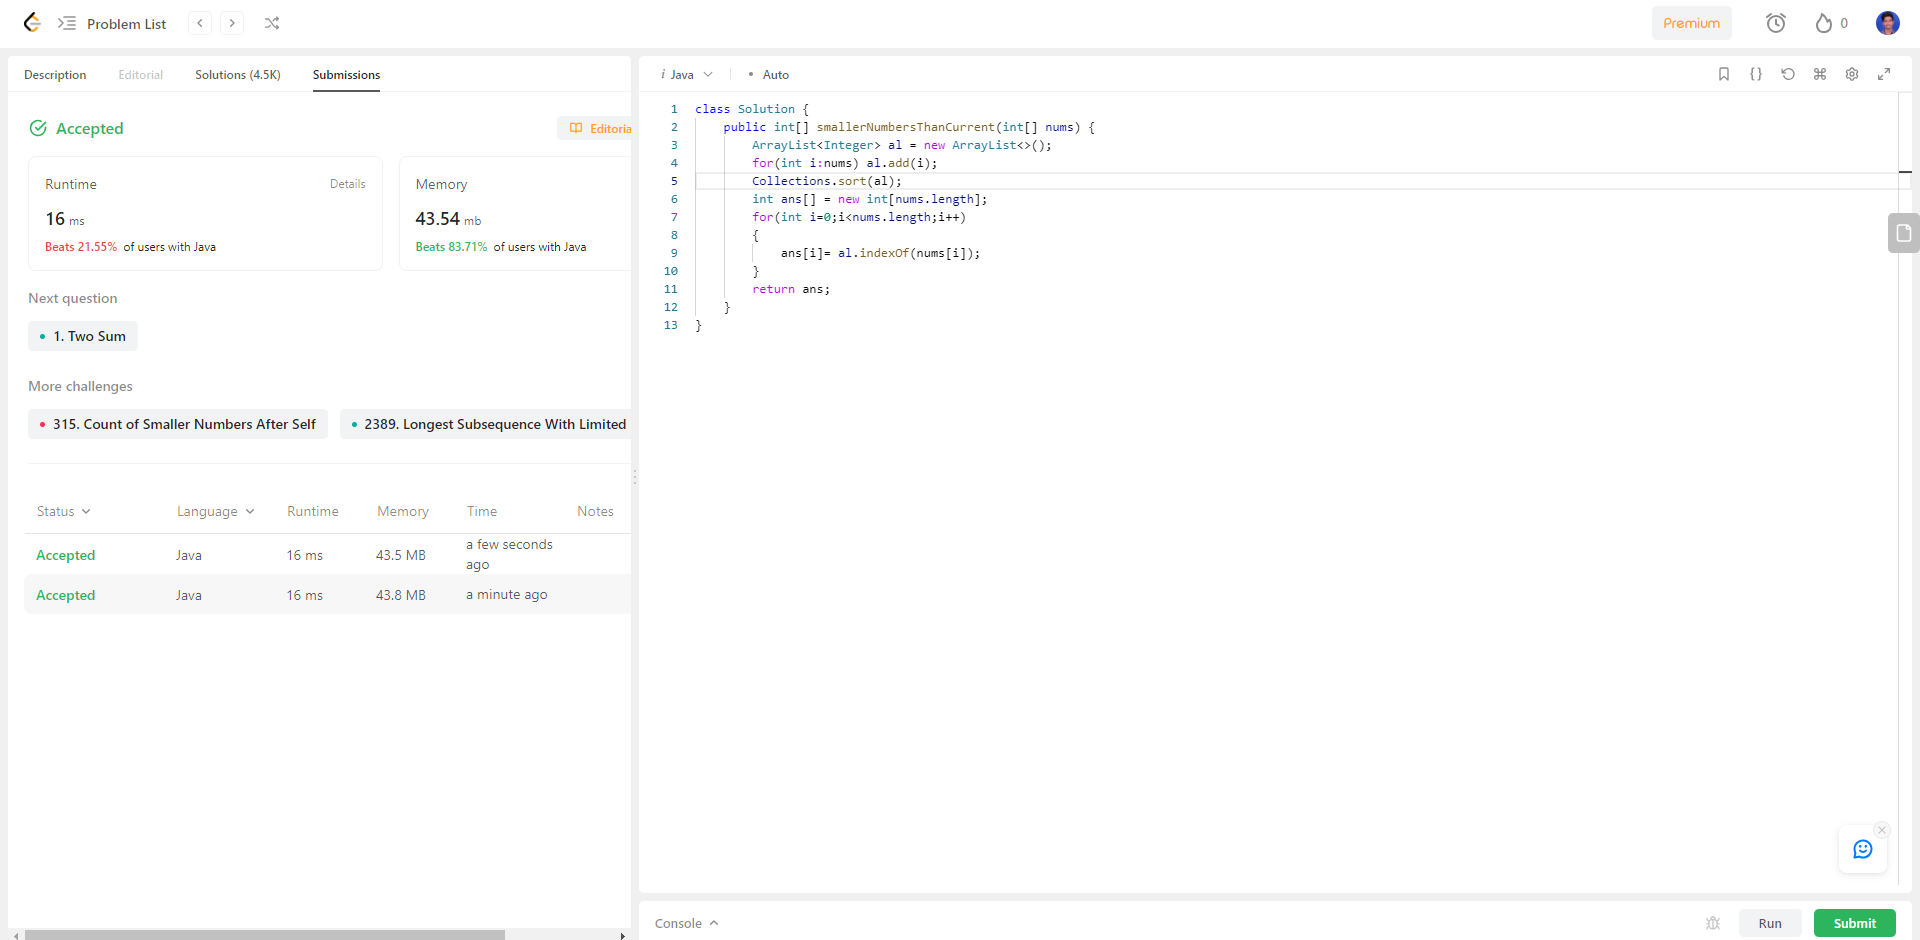 Problem List
Premium
0
Description Editorial Solutions (4.5K) Submissions
Accepted
Editoria
Runtime Details
16 ms
Beats 21.55% of users with Java
Memory
43.54 mb
Beats 83.71% of users with Java
Next question
1. Two Sum
More challenges
315. Count of Smaller Numbers After Self
2389. Longest Subsequence With Limited
Status Language Runtime Memory Time Notes
Accepted Java 16 ms 43.5 MB a few seconds
ago
Accepted Java 16 ms 43.8 MB a minute ago
i Java • Auto
1 class Solution {
2 public int[] smallerNumbersThanCurrent(int[] nums) {
3 ArrayList<Integer> al = new ArrayList<>();
4 for(int i:nums) al.add(i);
5 Collections.sort(al);
6 int ans[] = new int[nums.length];
7 for(int i=0;i<nums.length;i++)
8 {
9 ans[i]= al.indexOf(nums[i]);
10 }
11 return ans;
12 }
13 }
Console
Run
Submit